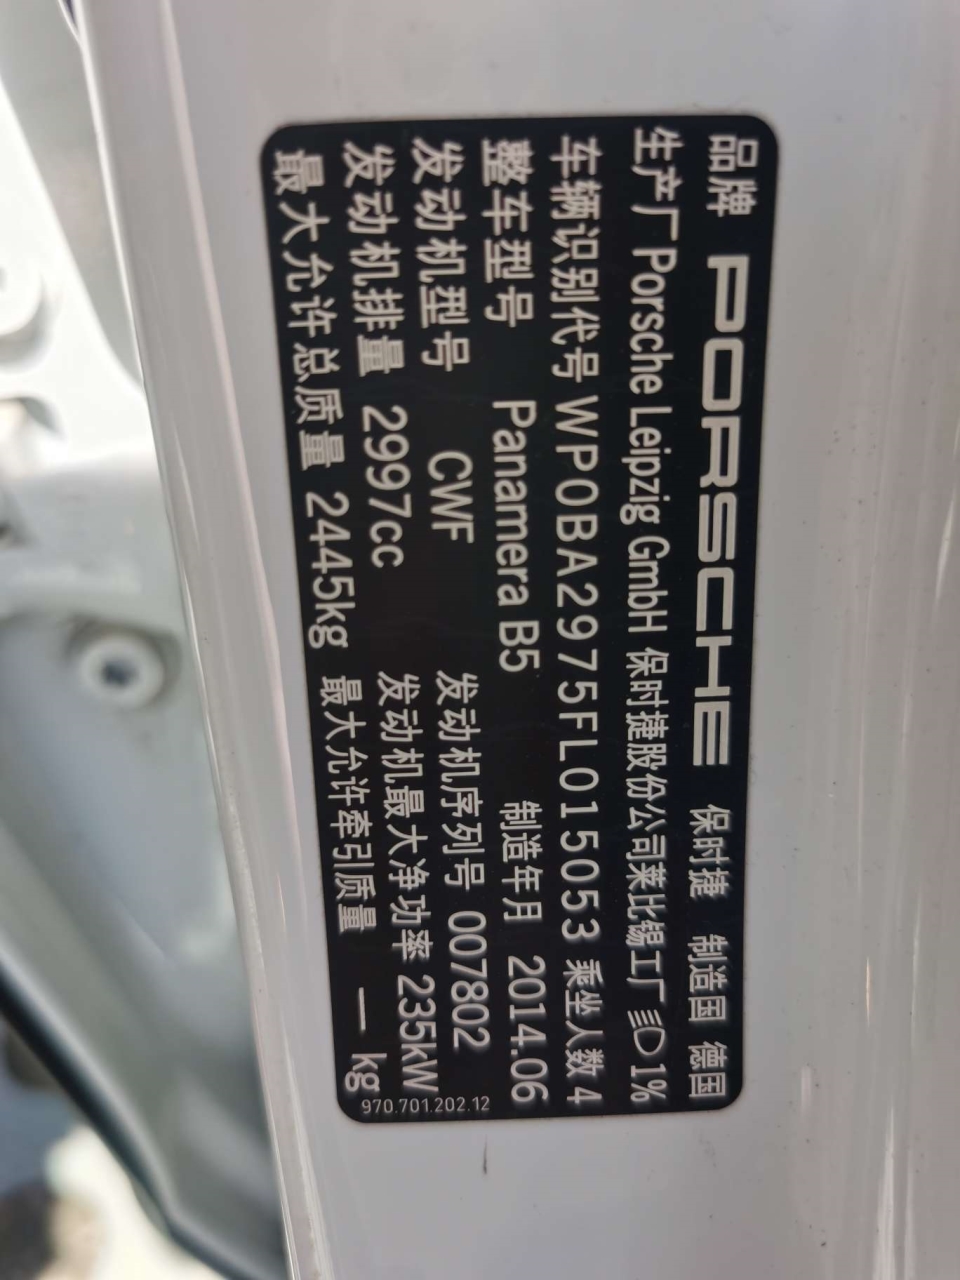 品牌 PORSCHE 保时捷 制造国 德国
生产厂 Porsche Leipzig GmbH 保时捷股份公司莱比锡工厂 1%
车辆识别代号 WP0BA2975FL015053 乘坐人数 4
整车型号 Panamera B5 制造年月 2014.06
发动机型号 CWF 发动机序列号 007802
发动机排量 2997cc 发动机最大净功率 235kW
最大允许总质量 2445kg 最大允许牵引质量 — kg
970.701.202.12